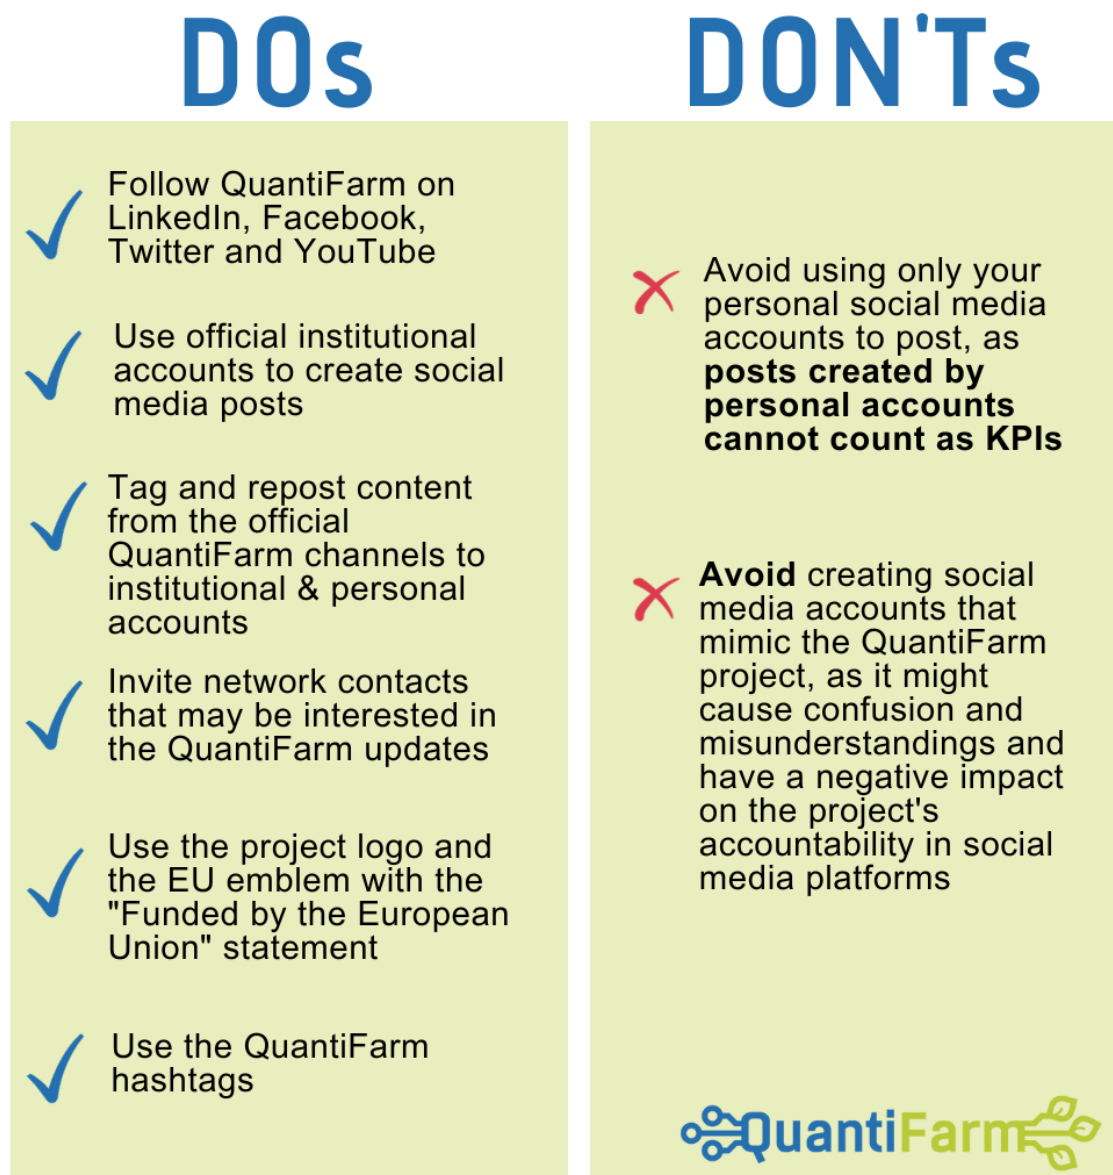 DOs
Follow QuantiFarm on
LinkedIn, Facebook,
Twitter and YouTube
Use official institutional
accounts to create social
media posts
Tag and repost content
from the official
QuantiFarm channels to
institutional & personal
accounts
Invite network contacts
that may be interested in
the QuantiFarm updates
Use the project logo and
the EU emblem with the
"Funded by the European
Union" statement
Use the QuantiFarm
hashtags
DON'Ts
Avoid using only your
personal social media
accounts to post, as
posts created by
personal accounts
cannot count as KPIs
Avoid creating social
media accounts that
mimic the QuantiFarm
project, as it might
cause confusion and
misunderstandings and
have a negative impact
on the project's
accountability in social
media platforms
QuantiFarm